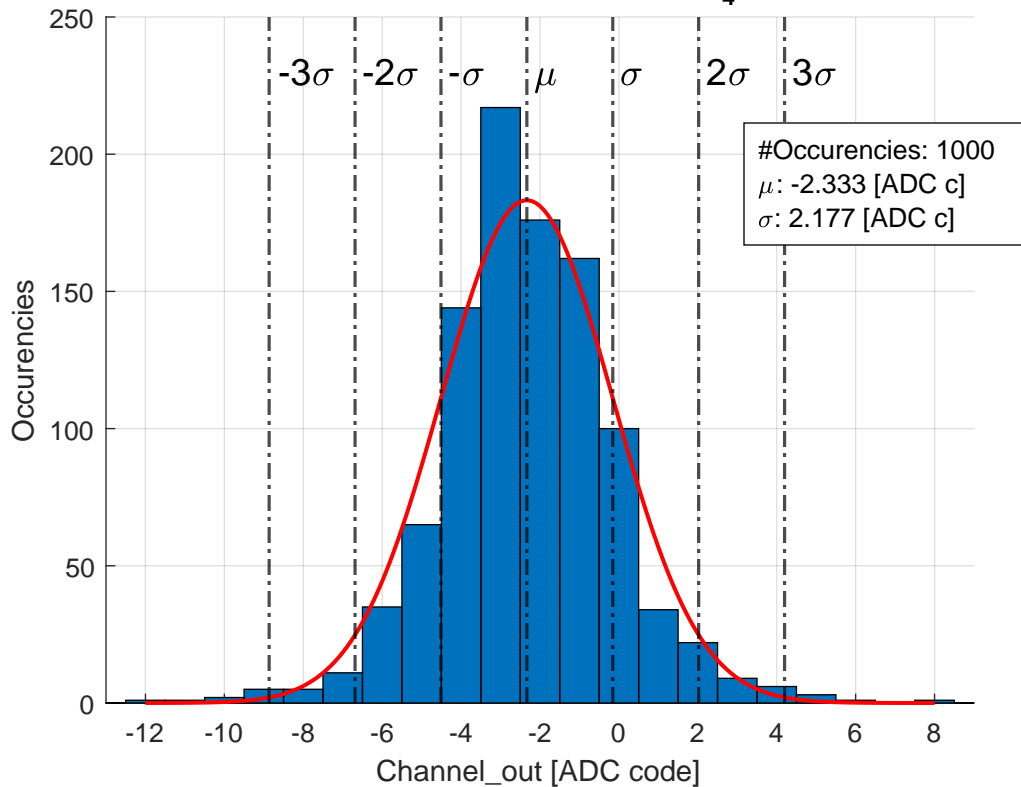 4
250
200
150
100
50
0
-3σ -2σ -σ μ σ 2σ 3σ
#Occurencies: 1000
μ: -2.333 [ADC c]
σ: 2.177 [ADC c]
Occurencies
-12 -10 -8 -6 -4 -2 0 2 4 6 8
Channel_out [ADC code]